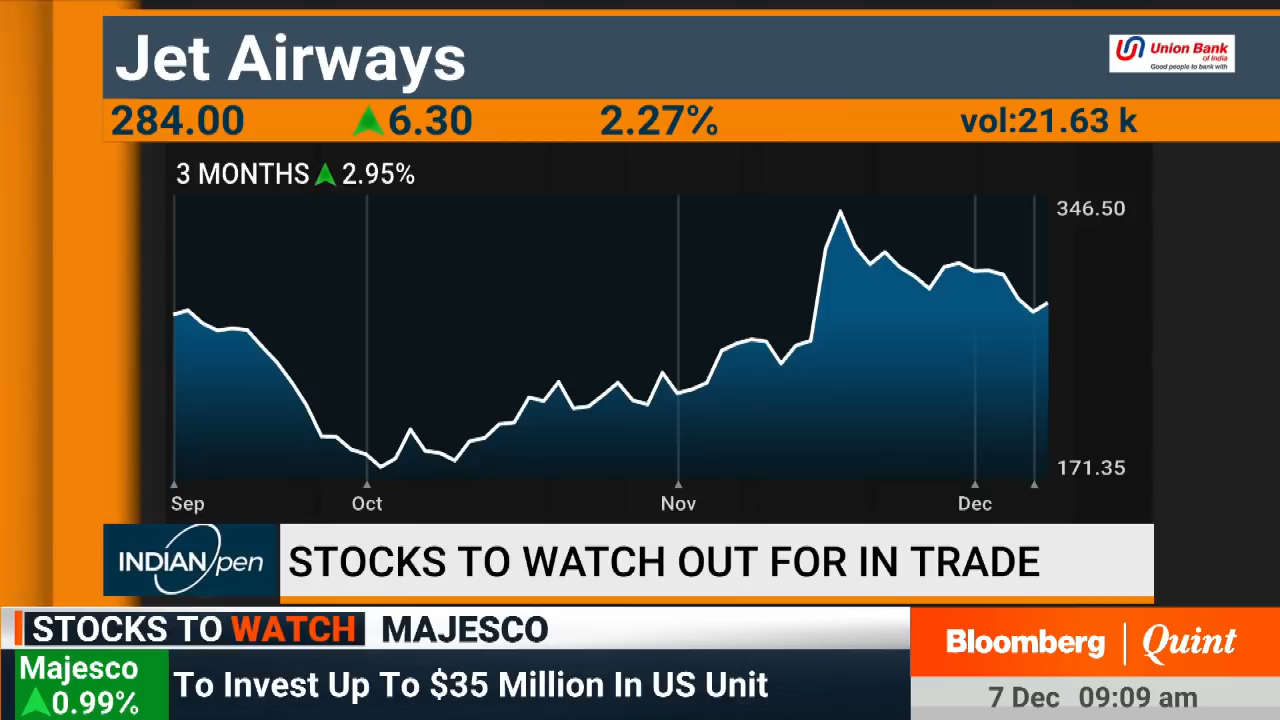 Jet Airways
Union Bank
of India
Good people to bank with
284.00 6.30 2.27% vol:21.63 k
3 MONTHS 2.95%
346.50
171.35
Sep Oct Nov Dec
INDIAN Open
STOCKS TO WATCH OUT FOR IN TRADE
STOCKS TO WATCH MAJESCO
Majesco
0.99%
To Invest Up To $35 Million In US Unit
Bloomberg | Quint
7 Dec 09:09 am